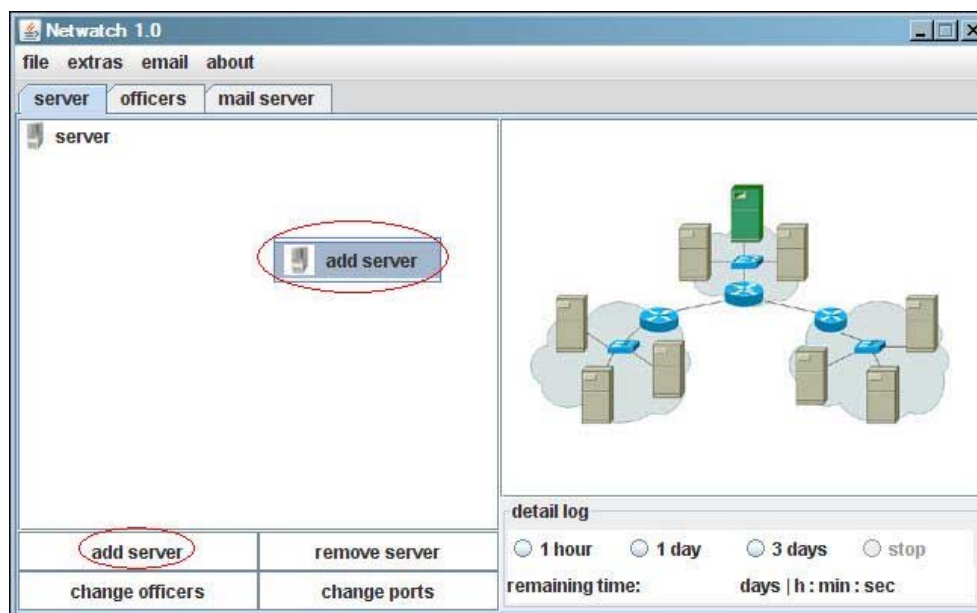 Netwatch 1.0
file extras email about
server officers mail server
server
add server
add server remove server
change officers change ports
detail log
1 hour 1 day 3 days stop
remaining time: days | h : min : sec